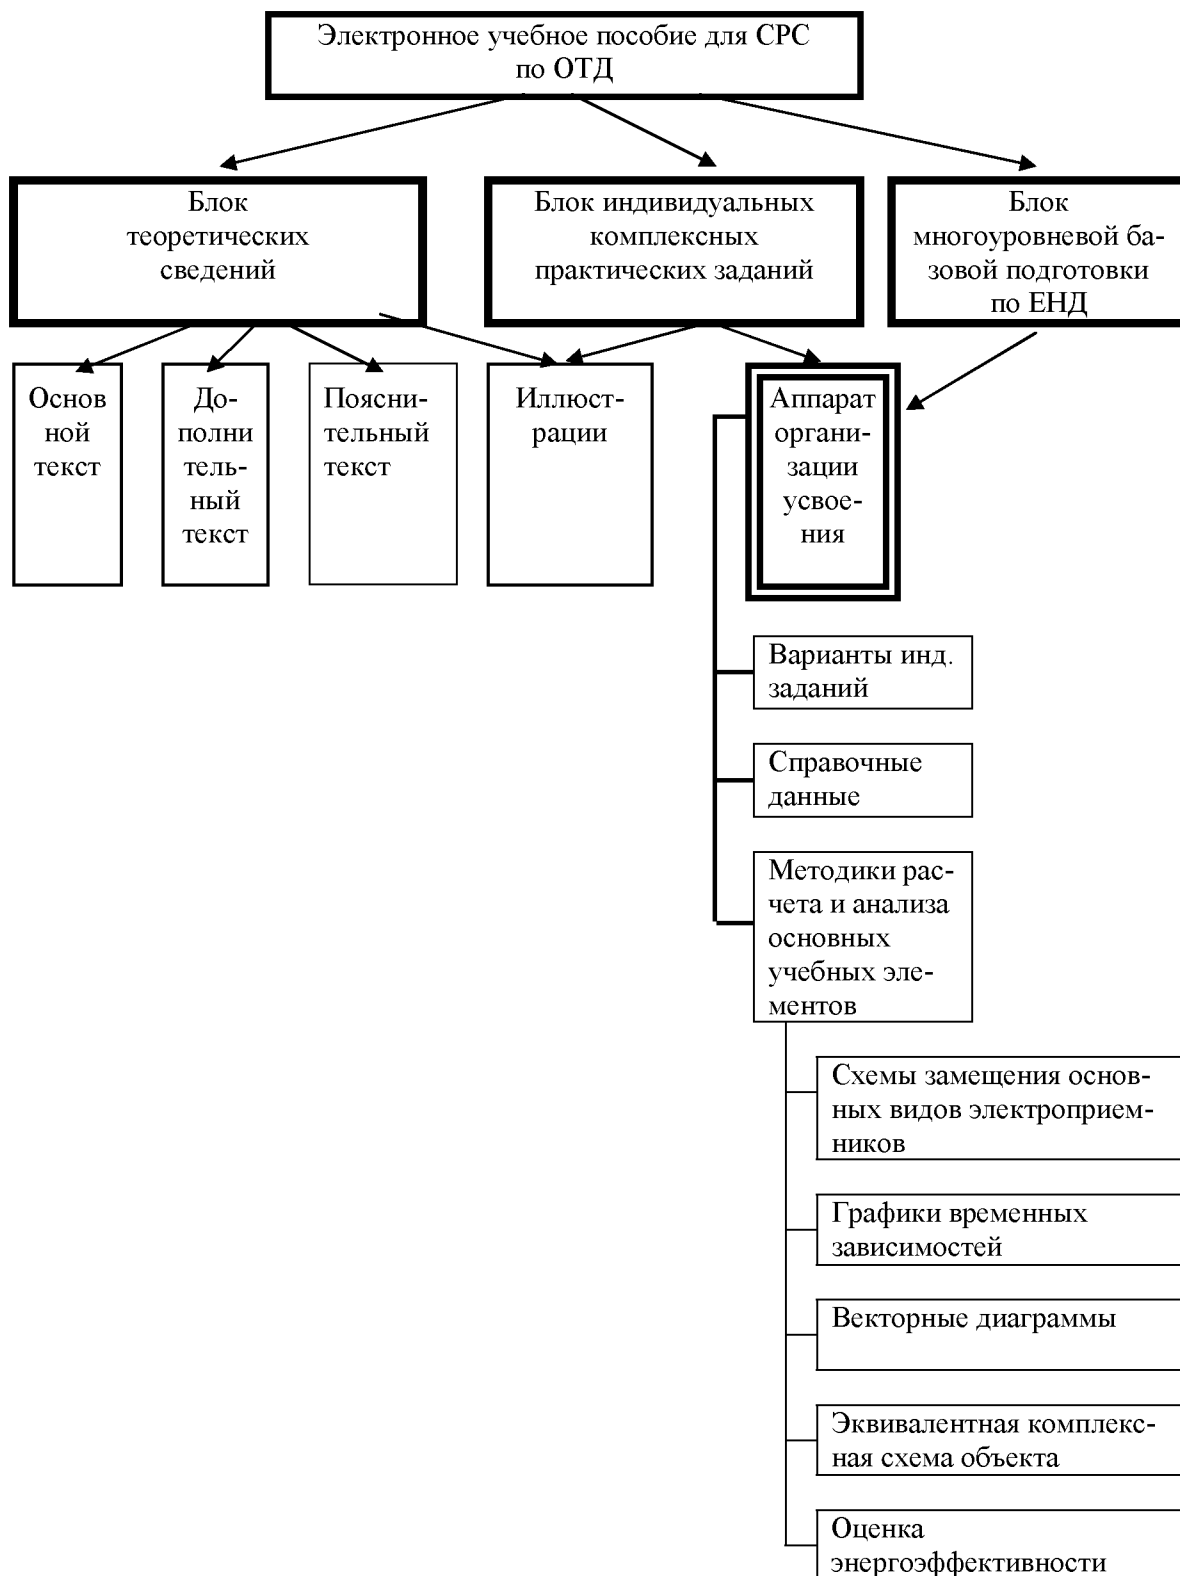 Электронное учебное пособие для СРС
по ОТД
Блок
теоретических
сведений
Блок индивидуальных
комплексных
практических заданий
Блок
многоуровневой ба-
зовой подготовки
по ЕНД
Основ
ной
текст
До-
полни
тель-
ный
текст
Поясни-
тельный
текст
Иллюст-
рации
Аппарат
органи-
зации
усвое-
ния
Варианты инд.
заданий
Справочные
данные
Методики рас-
чета и анализа
основных
учебных эле-
ментов
Схемы замещения основ-
ных видов электроприем-
ников
Графики временных
зависимостей
Векторные диаграммы
Эквивалентная комплекс-
ная схема объекта
Оценка
энергоэффективности